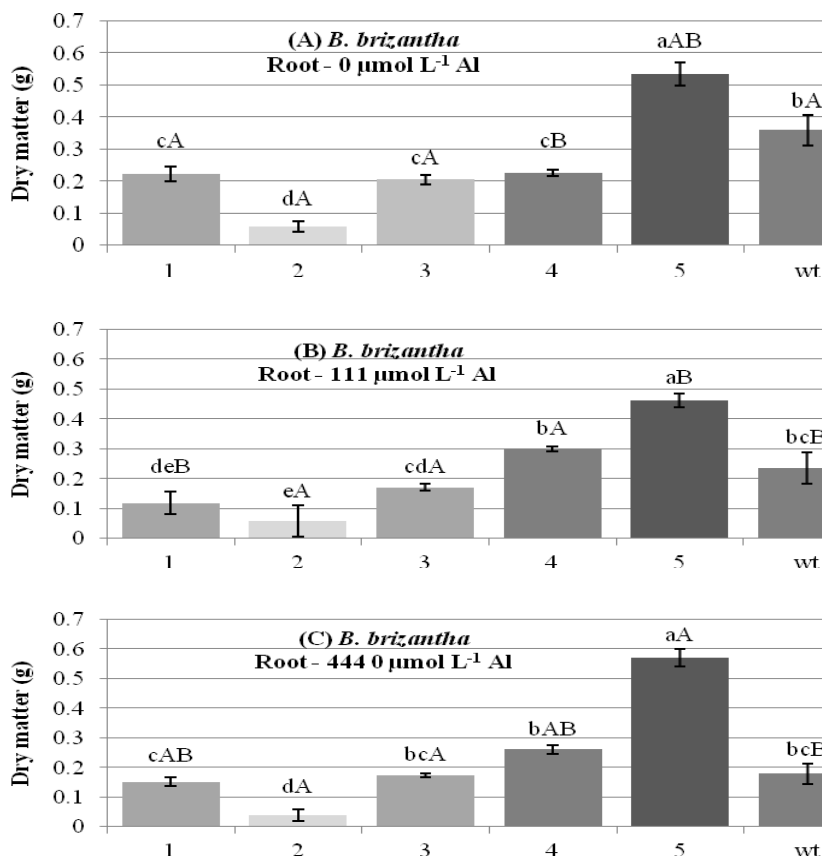 0.7
(A) B. brizantha
Root - 0 µmol L-1 Al
aAB
0.6
0.5
bA
0.4
cA
cA
cB
0.3
dA
0.2
0.1
0
Dry matter (g)
1 2 3 4 5 wt
0.7
(B) B. brizantha
Root - 111 µmol L-1 Al
aB
0.6
0.5
bA
0.4
bcB
deB
cdA
0.3
eA
0.2
0.1
0
Dry matter (g)
1 2 3 4 5 wt
0.7
(C) B. brizantha
Root - 444 0 µmol L-1 Al
aA
0.6
0.5
0.4
bAB
0.3
cAB
bcA
bcB
0.2
dA
0.1
0
Dry matter (g)
1 2 3 4 5 wt